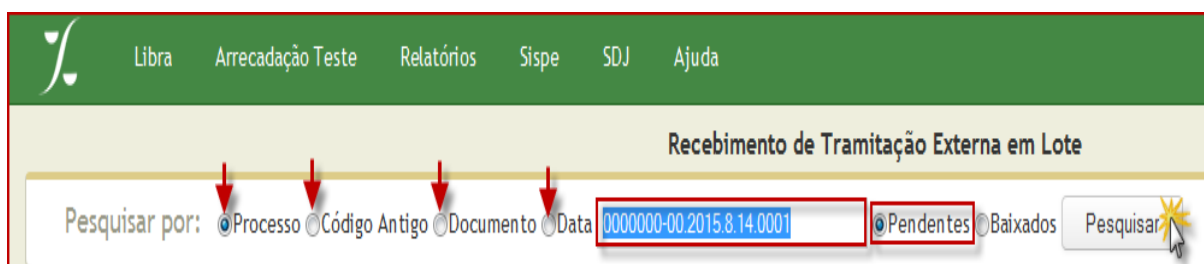 Libra Arrecadação Teste Relatórios Sispe SDJ Ajuda
Recebimento de Tramitação Externa em Lote
Pesquisar por: Processo Código Antigo Documento Data 0000000-00.2015.8.14.0001 Pendentes Baixados Pesquisar